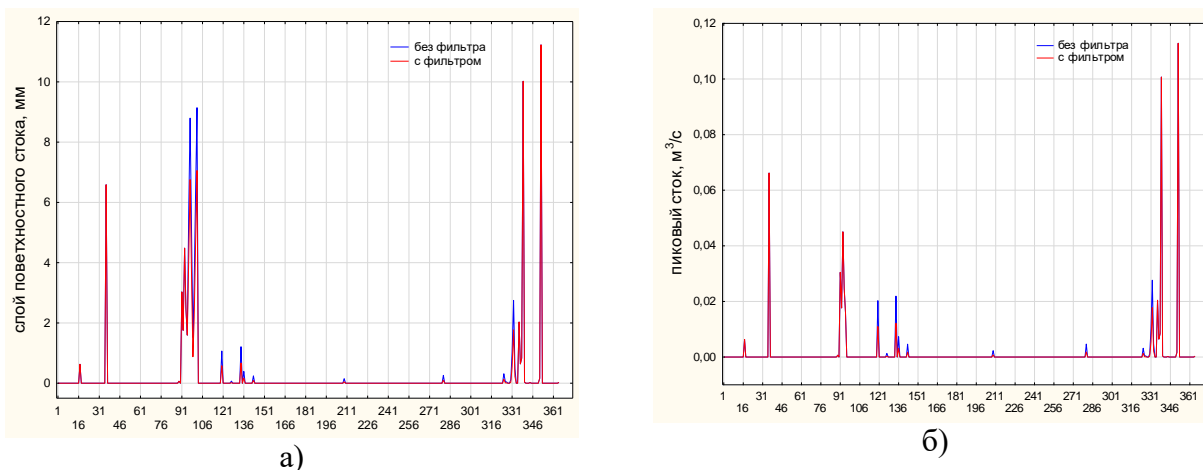 слой поветхностного стока, мм
12
10
8
6
4
2
0
без фильтра
с фильтром
1 31 61 91 121 151 181 211 241 271 301 331 361
16 46 76 106 136 166 196 226 256 286 316 346
а)
пиковый сток, м³/с
0,12
0,10
0,08
0,06
0,04
0,02
0,00
без фильтра
с фильтром
1 31 61 91 121 151 181 211 241 271 301 331 361
16 46 76 106 136 166 196 226 256 286 316 346
б)